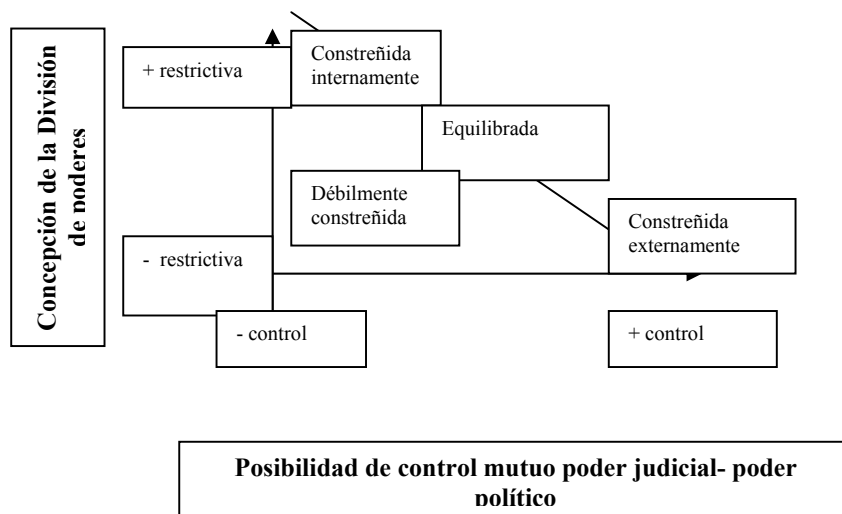 Concepción de la División
de poderes
+ restrictiva
Constreñida
internamente
Equilibrada
Débilmente
constreñida
Constreñida
externamente
- restrictiva
- control
+ control
Posibilidad de control mutuo poder judicial- poder
político